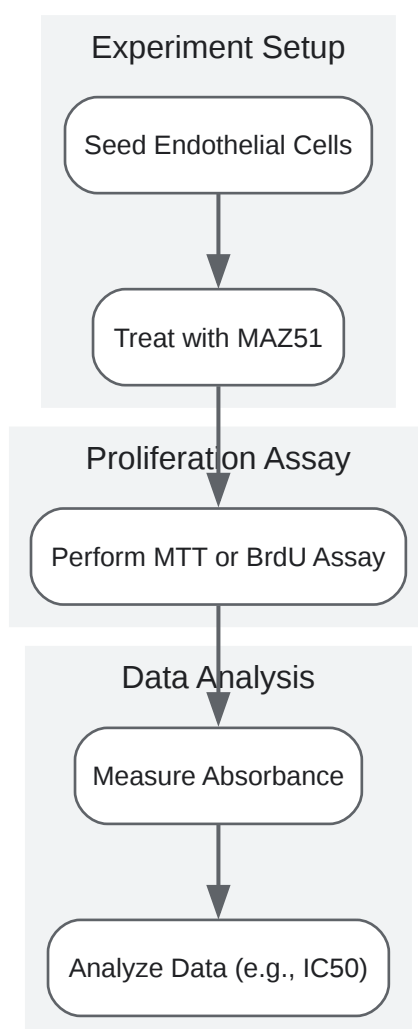 Experiment Setup
Seed Endothelial Cells
Treat with MAZ51
Proliferation Assay
Perform MTT or BrdU Assay
Data Analysis
Measure Absorbance
Analyze Data (e.g., IC50)